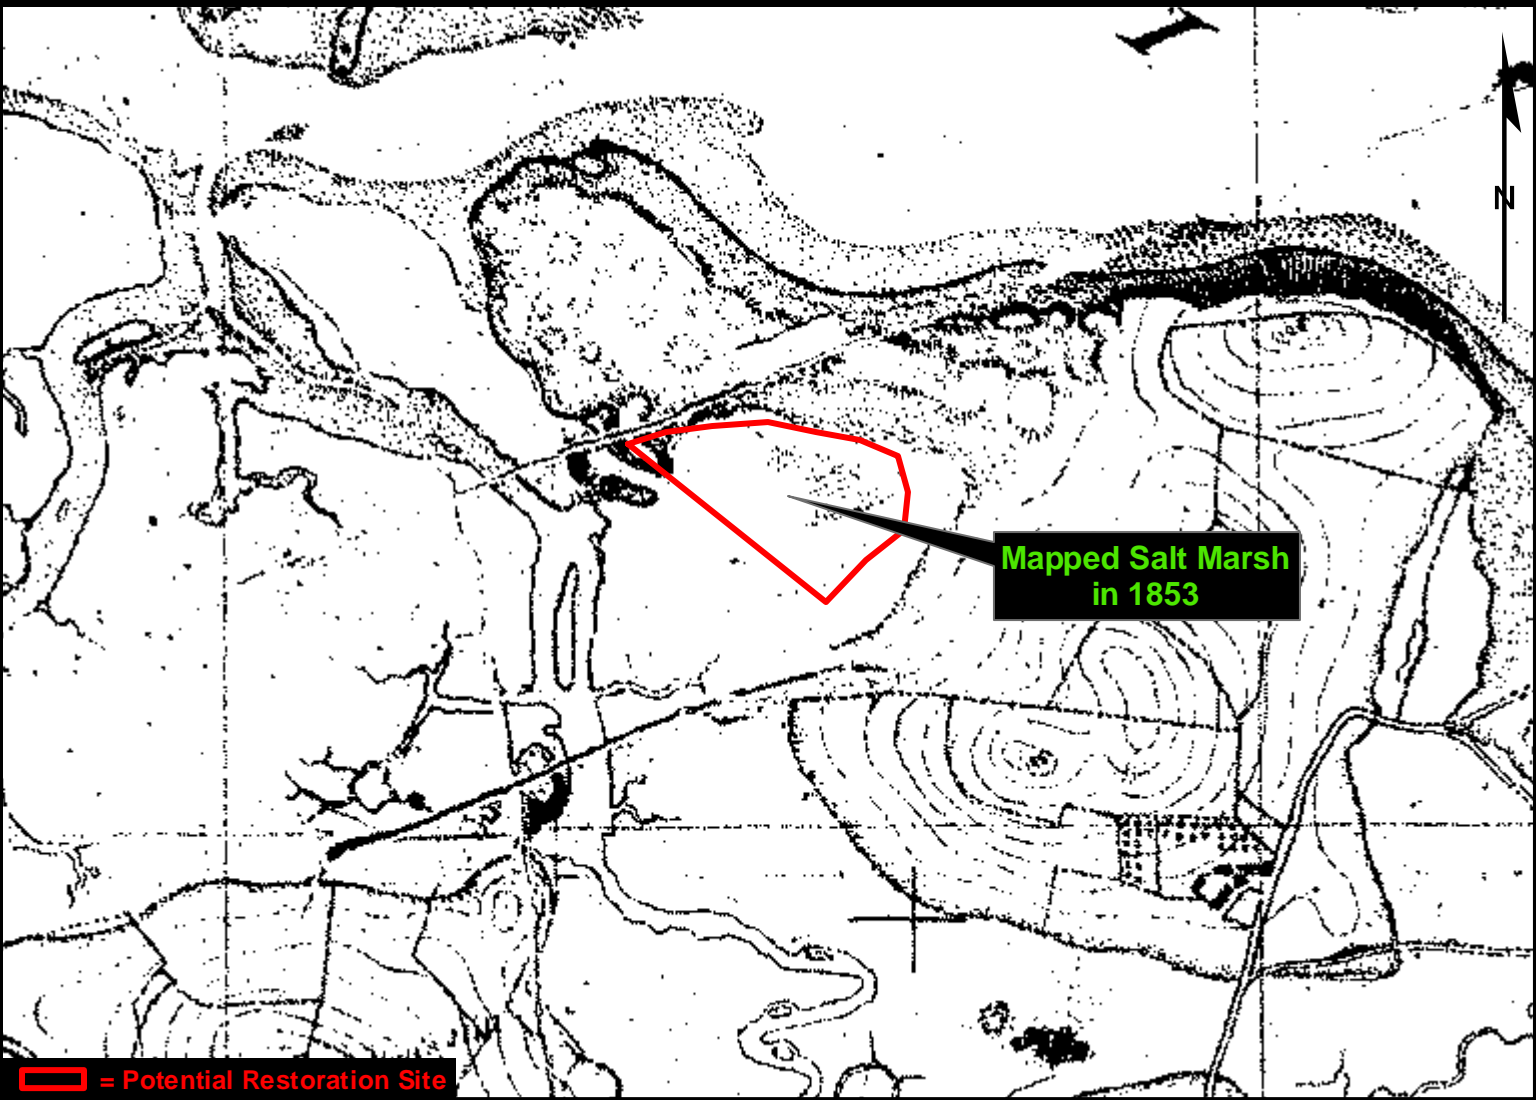 N
Mapped Salt Marsh
in 1853
= Potential Restoration Site